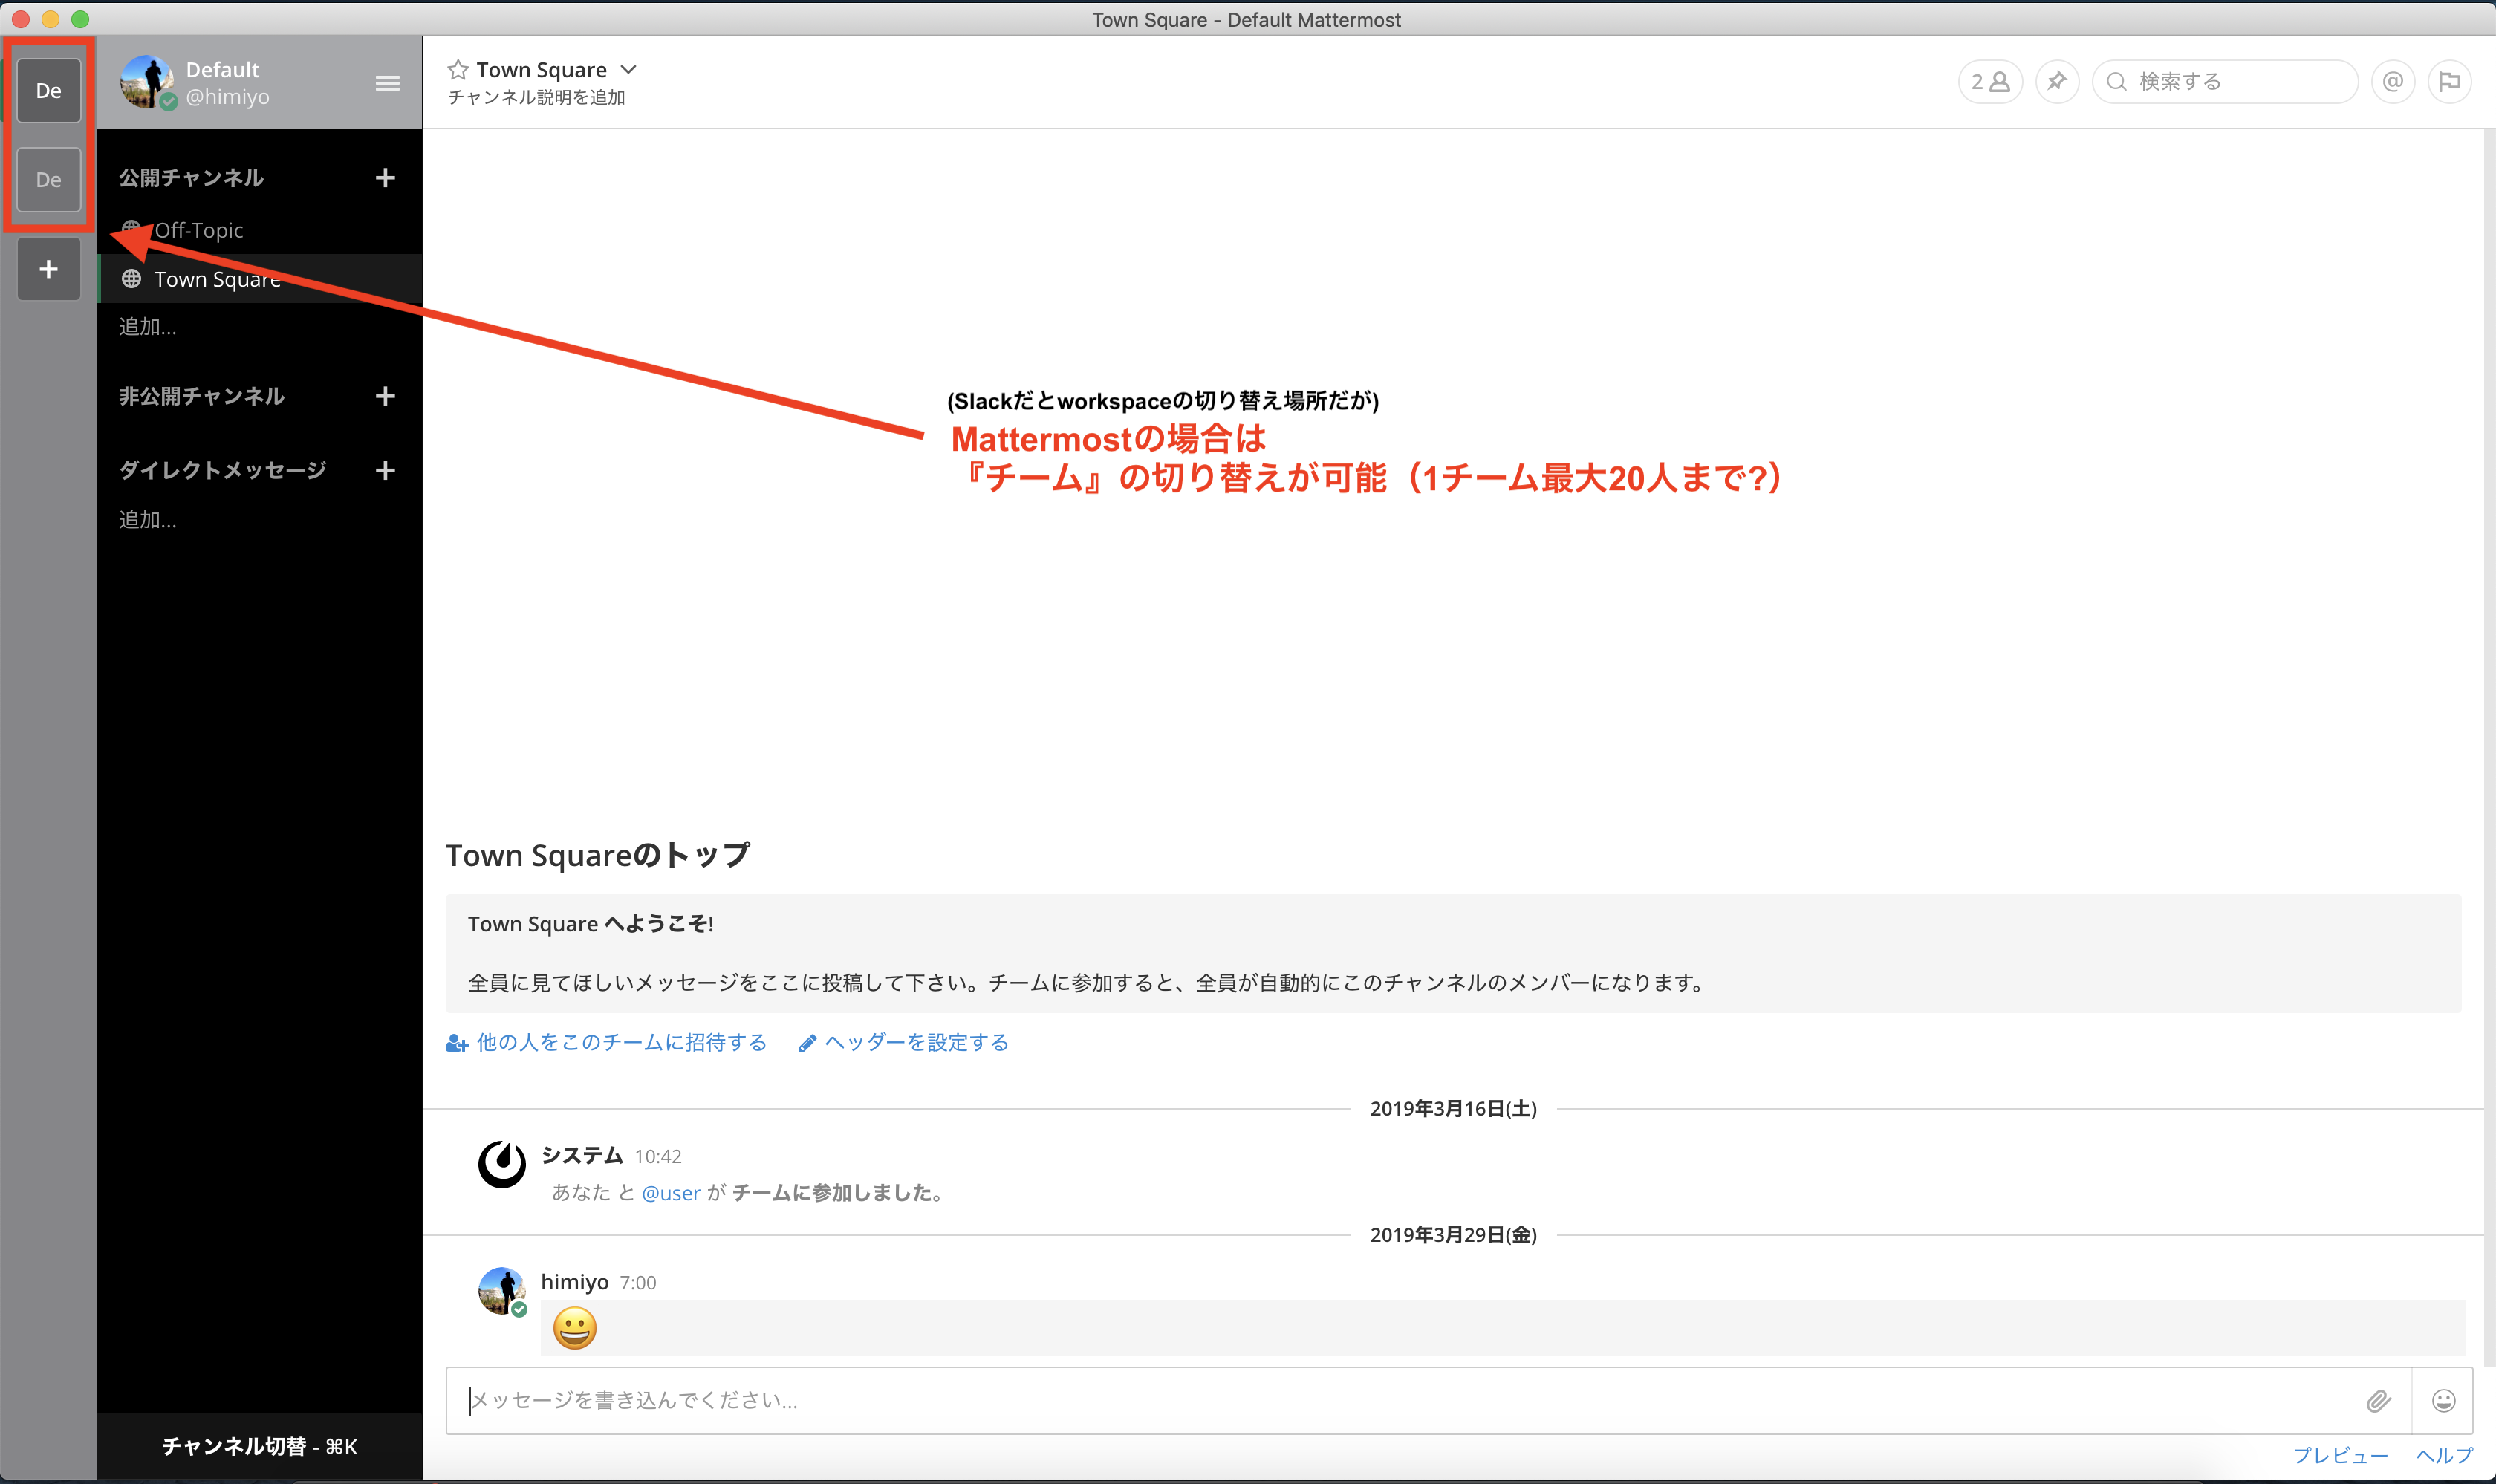 Town Square - Default Mattermost
De
De
+
Default
@himiyo
公開チャンネル
Off-Topic
Town Square
追加...
非公開チャンネル
ダイレクトメッセージ
追加...
チャンネル切替 - ⌘K
Town Square
チャンネル説明を追加
2
検索する
@
(Slackだとworkspaceの切り替え場所だが)
Mattermostの場合は
『チーム』の切り替えが可能（1チーム最大20人まで?）
Town Squareのトップ
Town Square へようこそ!
全員に見てほしいメッセージをここに投稿して下さい。チームに参加すると、全員が自動的にこのチャンネルのメンバーになります。
他の人をこのチームに招待する ヘッダーを設定する
2019年3月16日(土)
システム 10:42
あなた と @user が チームに参加しました。
2019年3月29日(金)
himiyo 7:00
メッセージを書き込んでください...
プレビュー ヘルプ